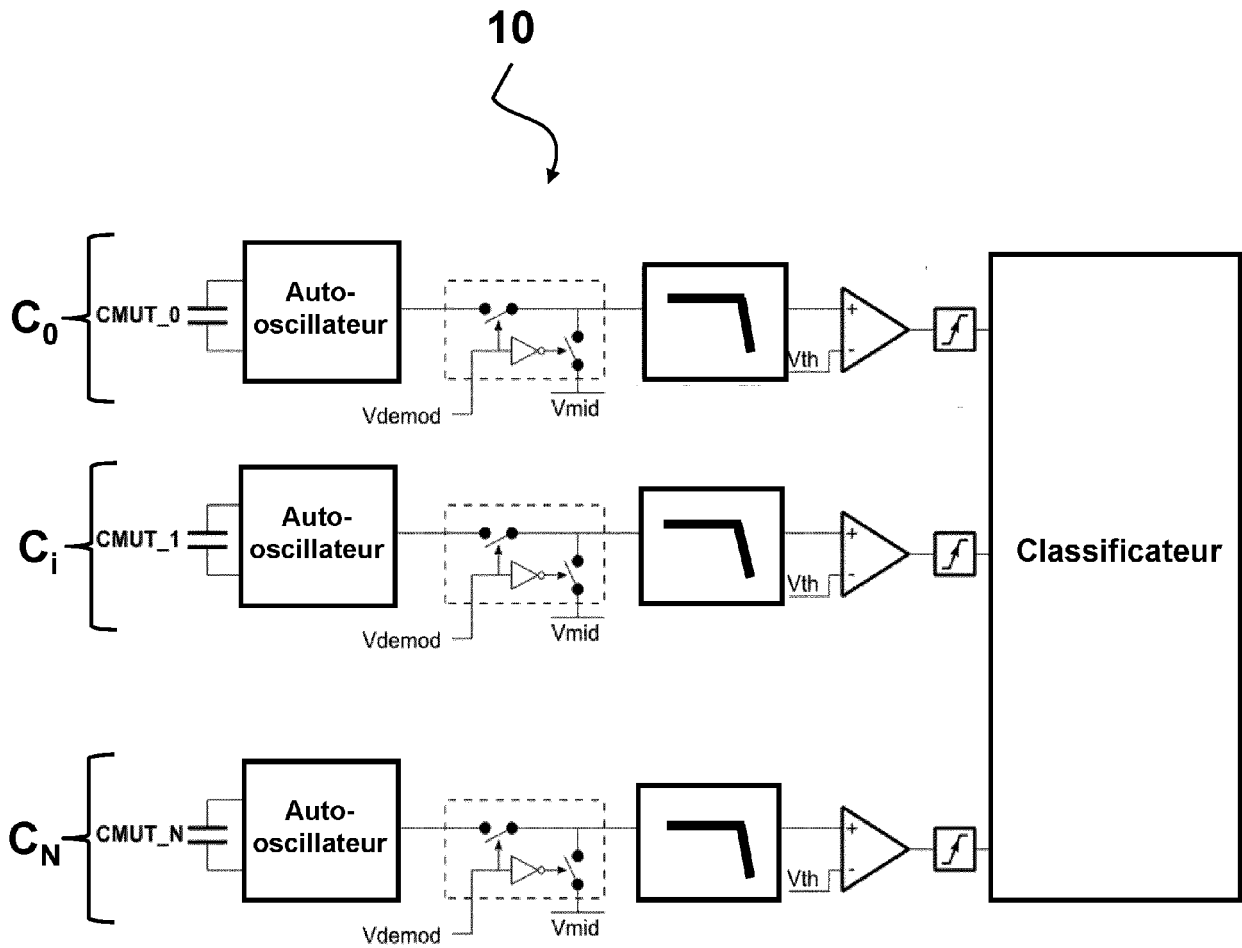 10
C0
CMUT_0
Auto-
oscillateur
Vdemod
Vmid
Vth
+
-
Ci
CMUT_1
Auto-
oscillateur
Vdemod
Vmid
Vth
+
-
Classificateur
CN
CMUT_N
Auto-
oscillateur
Vdemod
Vmid
Vth
+
-